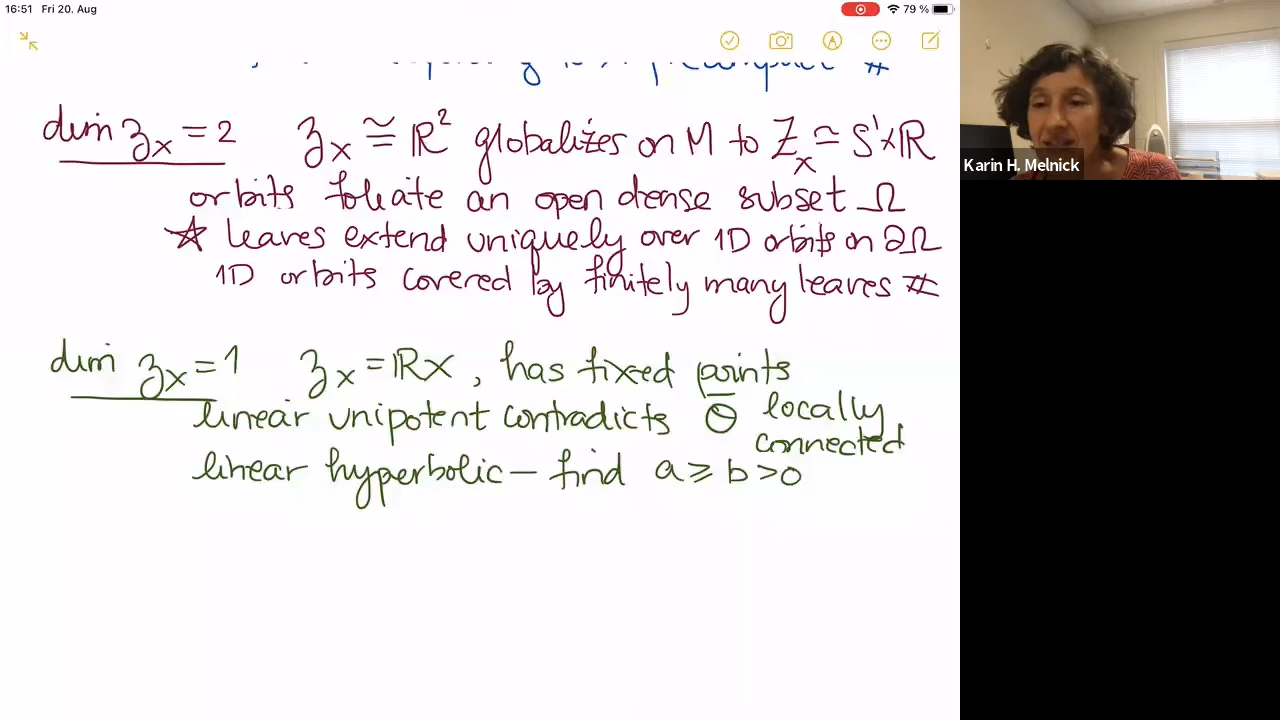 16:51 Fri 20. Aug 79 %
#
dim 𝔷ₓ = 2 𝔷ₓ ≅ ℝ² globalizes on M to Zₓ ≃ S¹×ℝ
orbits foliate an open dense subset Ω
☆ leaves extend uniquely over 1D orbits on ∂Ω
1D orbits covered by finitely many leaves #
dim 𝔷ₓ = 1 𝔷ₓ = ℝX, has fixed points
linear unipotent contradicts Θ̄ locally
connected
linear hyperbolic — find a ≥ b > 0
Karin H. Melnick